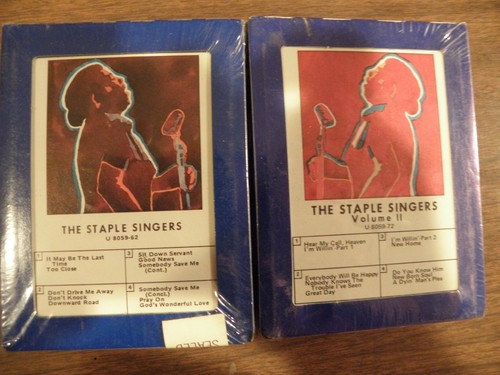 THE STAPLE SINGERS
U 8059-62
1 It May Be The Last
Time
Too Close
2 Sit Down Servant
Good News
Somebody Save Me
(Cont.)
3 Don't Drive Me Away
Don't Knock
Downward Road
4 Somebody Save Me
(Concl.)
Pray On
God's Wonderful Love
SEALED
THE STAPLE SINGERS
Volume II
U 8059-72
1 Hear My Call, Heaven
I'm Willin' Part 1
2 I'm Willin' Part 2
New Home
3 Everybody Will Be Happy
Nobody Knows The
Trouble I've Seen
Great Day
4 Do You Know Him
New Born Soul
A Dyin' Man's Plea